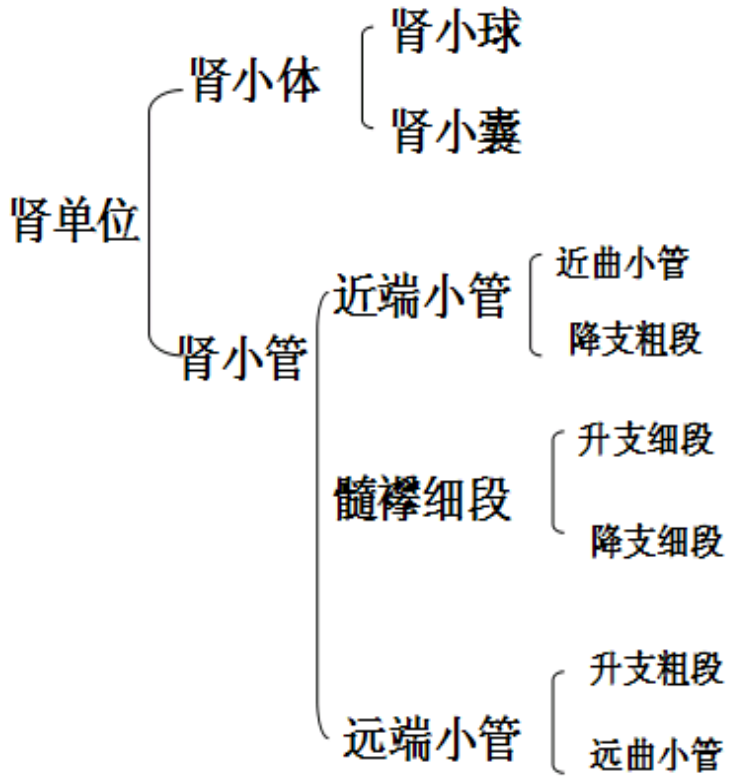 肾单位
肾小体
肾小球
肾小囊
肾小管
近端小管
近曲小管
降支粗段
髓襻细段
升支细段
降支细段
远端小管
升支粗段
远曲小管